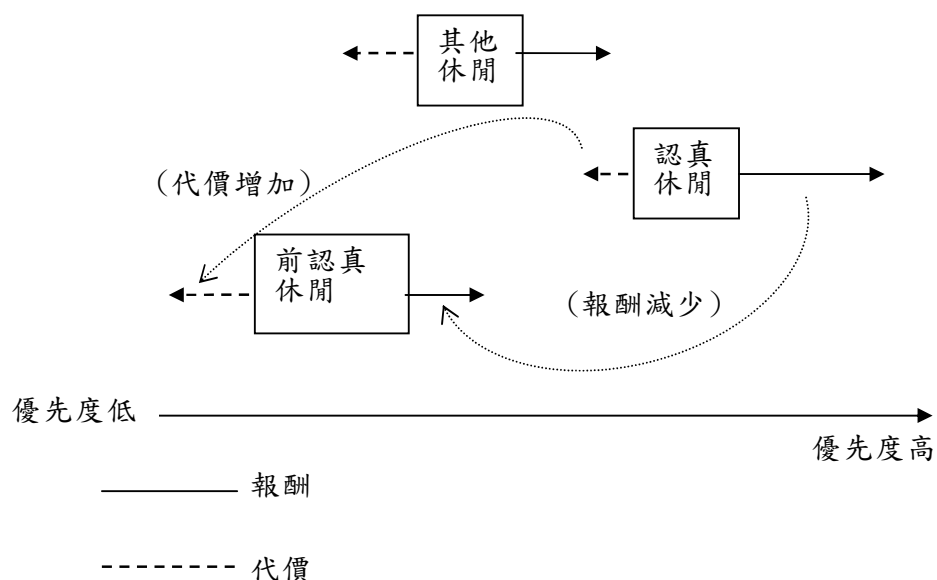 其他
休閒
認真
休閒
（代價增加）
前認真
休閒
（報酬減少）
優先度低
優先度高
報酬
代價